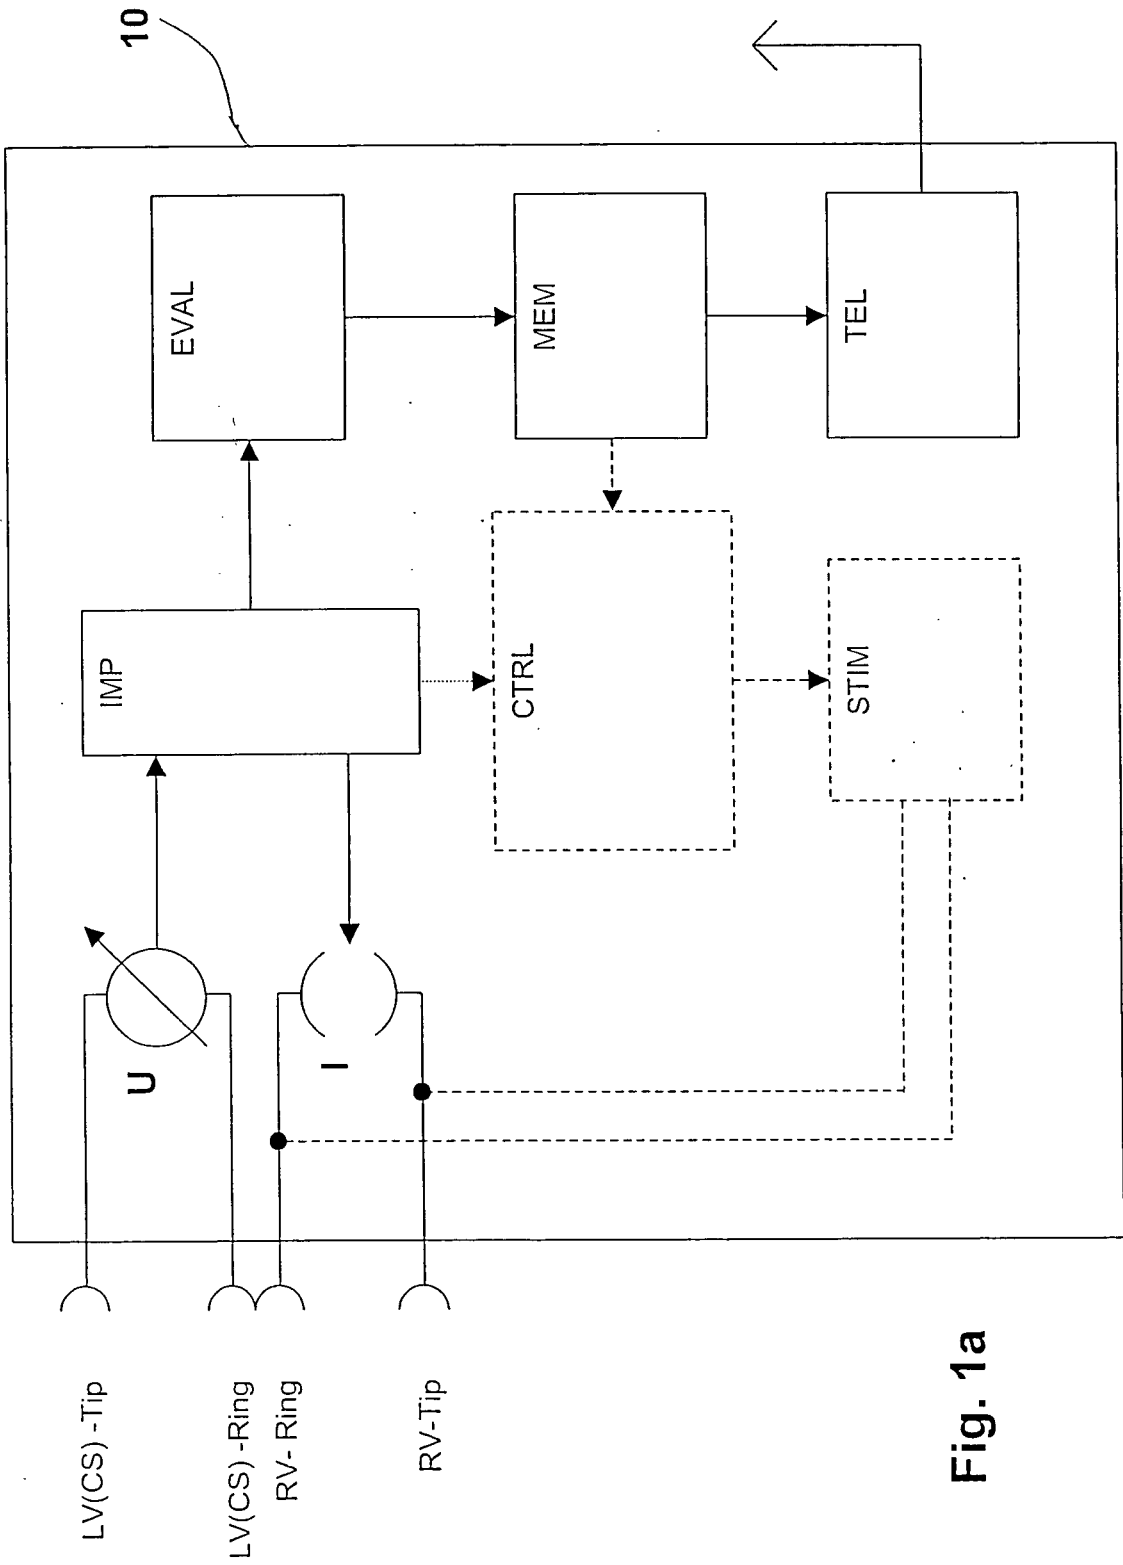 10
EVAL
MEM
TEL
IMP
CTRL
STIM
U
I
LV(CS) -Tip
LV(CS) -Ring
RV- Ring
RV-Tip
Fig. 1a